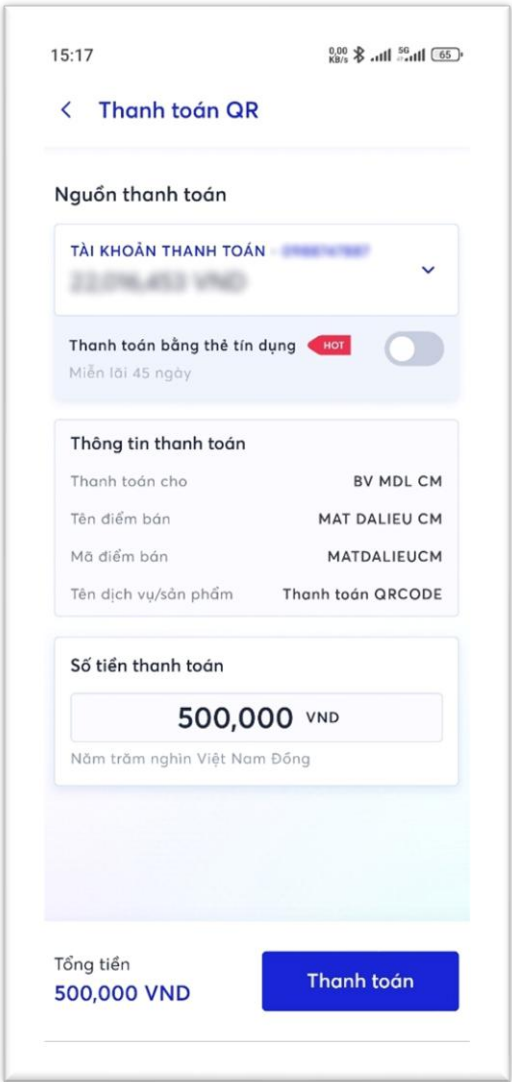 15:17
0,00 KB/s 5G 65
Thanh toán QR
Nguồn thanh toán
TÀI KHOẢN THANH TOÁN -
Thanh toán bằng thẻ tín dụng HOT
Miễn lãi 45 ngày
Thông tin thanh toán
Thanh toán cho BV MDL CM
Tên điểm bán MAT DALIEU CM
Mã điểm bán MATDALIEUCM
Tên dịch vụ/sản phẩm Thanh toán QRCODE
Số tiền thanh toán
500,000 VND
Năm trăm nghìn Việt Nam Đồng
Tổng tiền
500,000 VND
Thanh toán